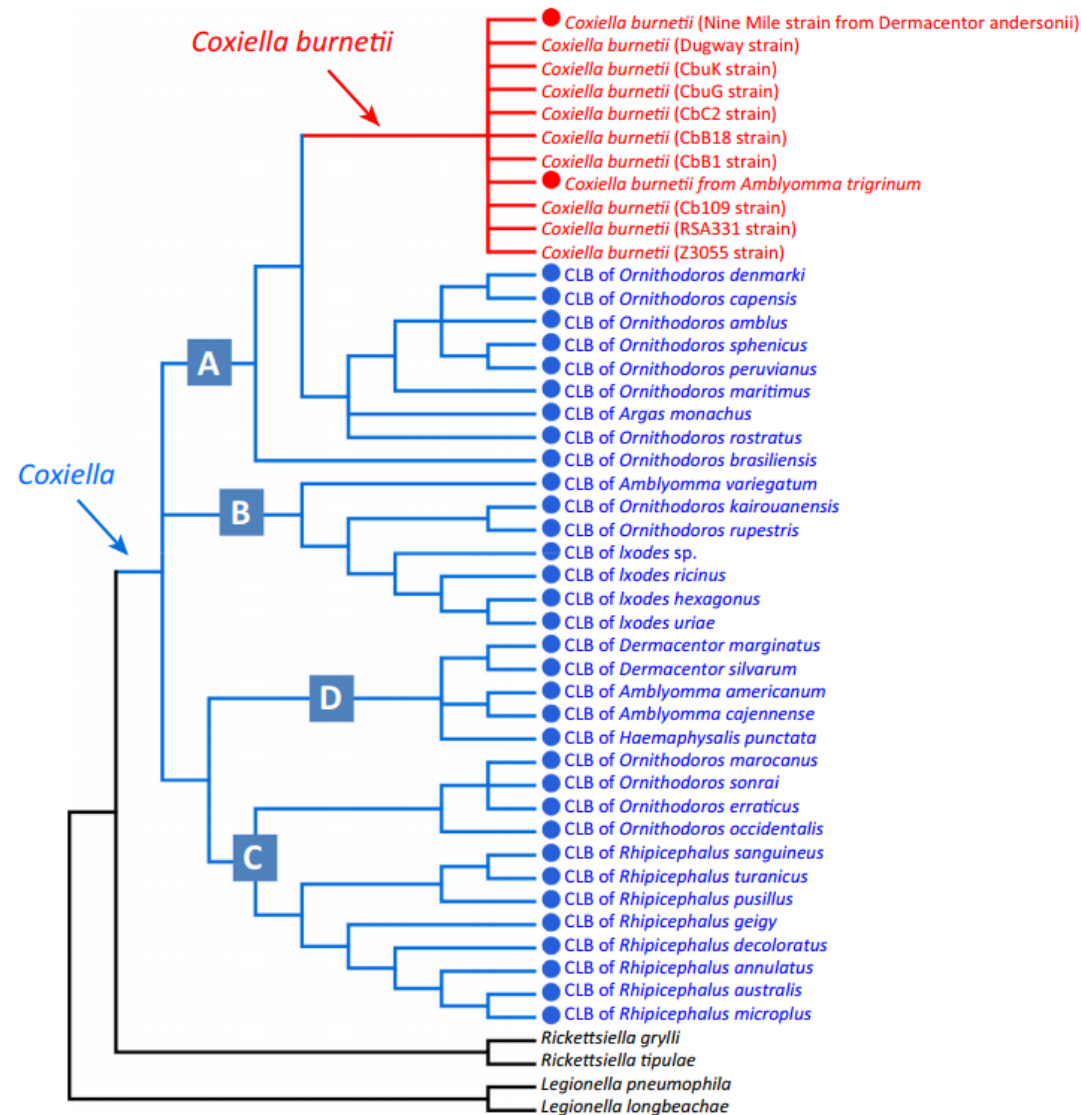 Coxiella burnetii
Coxiella burnetii (Nine Mile strain from Dermacentor andersonii)
Coxiella burnetii (Dugway strain)
Coxiella burnetii (CbuK strain)
Coxiella burnetii (CbuG strain)
Coxiella burnetii (CbC2 strain)
Coxiella burnetii (CbB18 strain)
Coxiella burnetii (CbB1 strain)
Coxiella burnetii from Amblyomma trigrinum
Coxiella burnetii (Cb109 strain)
Coxiella burnetii (RSA331 strain)
Coxiella burnetii (Z3055 strain)
CLB of Ornithodoros denmarki
CLB of Ornithodoros capensis
CLB of Ornithodoros amblus
CLB of Ornithodoros sphenicus
CLB of Ornithodoros peruvianus
A
CLB of Ornithodoros maritimus
CLB of Argas monachus
CLB of Ornithodoros rostratus
CLB of Ornithodoros brasiliensis
Coxiella
CLB of Amblyomma variegatum
CLB of Ornithodoros kairouanensis
B
CLB of Ornithodoros rupestris
CLB of Ixodes sp.
CLB of Ixodes ricinus
CLB of Ixodes hexagonus
CLB of Ixodes uriae
CLB of Dermacentor marginatus
CLB of Dermacentor silvarum
CLB of Amblyomma americanum
D
CLB of Amblyomma cajennense
CLB of Haemaphysalis punctata
CLB of Ornithodoros marocanus
CLB of Ornithodoros sonrai
CLB of Ornithodoros erraticus
CLB of Ornithodoros occidentalis
C
CLB of Rhipicephalus sanguineus
CLB of Rhipicephalus turanicus
CLB of Rhipicephalus pusillus
CLB of Rhipicephalus geigy
CLB of Rhipicephalus decoloratus
CLB of Rhipicephalus annulatus
CLB of Rhipicephalus australis
CLB of Rhipicephalus microplus
Rickettsiella grylli
Rickettsiella tipulae
Legionella pneumophila
Legionella longbeachae